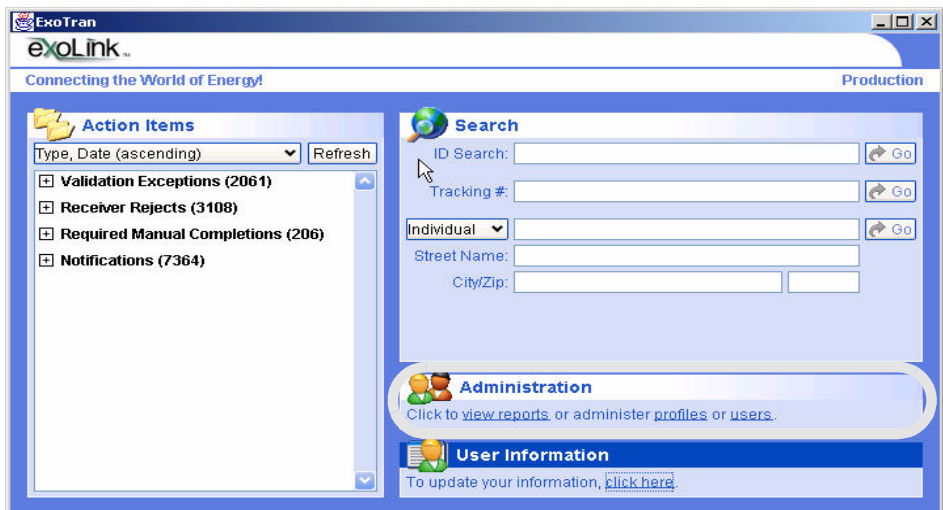 ExoTran
exoLink™
Connecting the World of Energy!
Production
Action Items
Type, Date (ascending)
Refresh
Validation Exceptions (2061)
Receiver Rejects (3108)
Required Manual Completions (206)
Notifications (7364)
Search
ID Search:
Go
Tracking #:
Go
Individual
Go
Street Name:
City/Zip:
Administration
Click to view reports or administer profiles or users.
User Information
To update your information, click here.